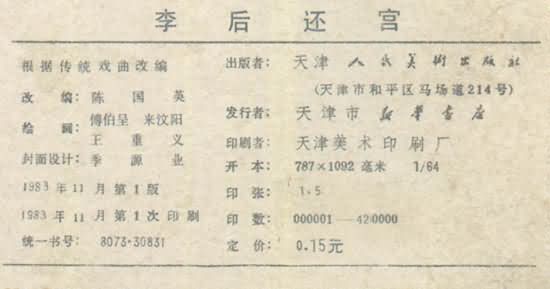 李后还宫
根据传统戏曲改编
改 编：陈 国 英
绘 画：傅伯呈 来汶阳
王 重 义
封面设计：季 源 业
1983年11月第1版
1983年11月第1次印刷
统一书号：8073·30831
出版者：天津人民美术出版社
（天津市和平区马场道214号）
发行者：天津市新华书店
印刷者：天津美术印刷厂
开 本：787×1092毫米 1/64
印 张：1.5
印 数：000001—420000
定 价：0.15元